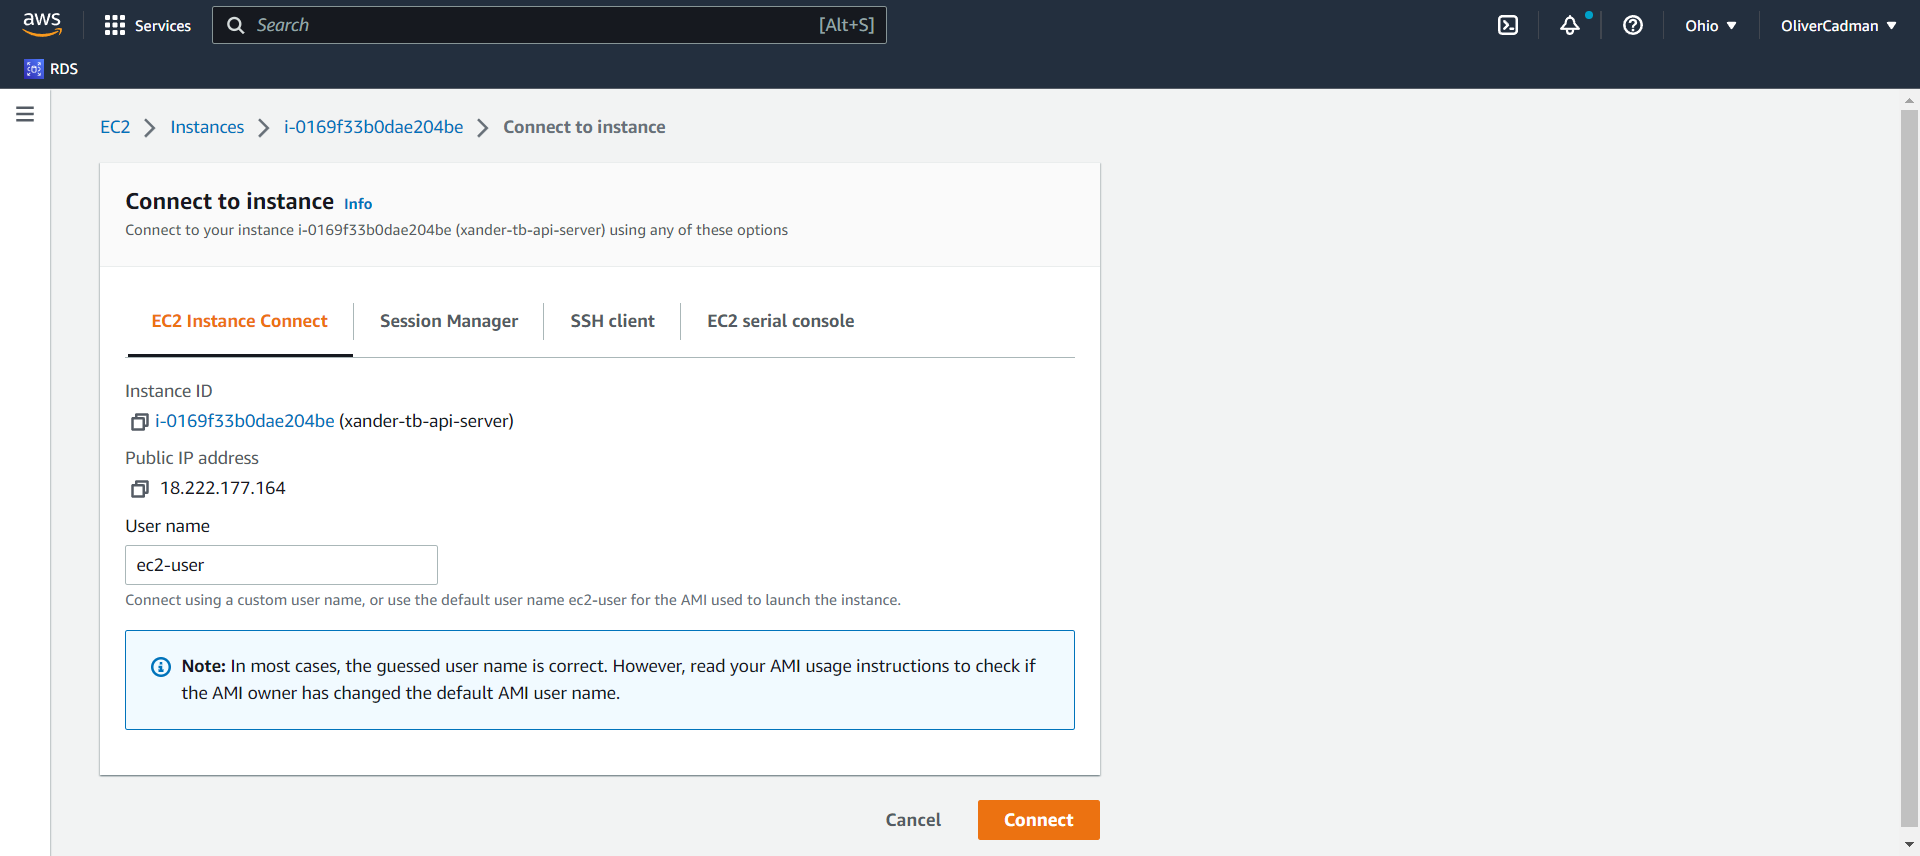 aws
Services
Search
[Alt+S]
Ohio
OliverCadman
RDS
EC2 Instances i-0169f33b0dae204be Connect to instance
Connect to instance Info
Connect to your instance i-0169f33b0dae204be (xander-tb-api-server) using any of these options
EC2 Instance Connect Session Manager SSH client EC2 serial console
Instance ID
i-0169f33b0dae204be (xander-tb-api-server)
Public IP address
18.222.177.164
User name
ec2-user
Connect using a custom user name, or use the default user name ec2-user for the AMI used to launch the instance.
Note: In most cases, the guessed user name is correct. However, read your AMI usage instructions to check if
the AMI owner has changed the default AMI user name.
Cancel Connect